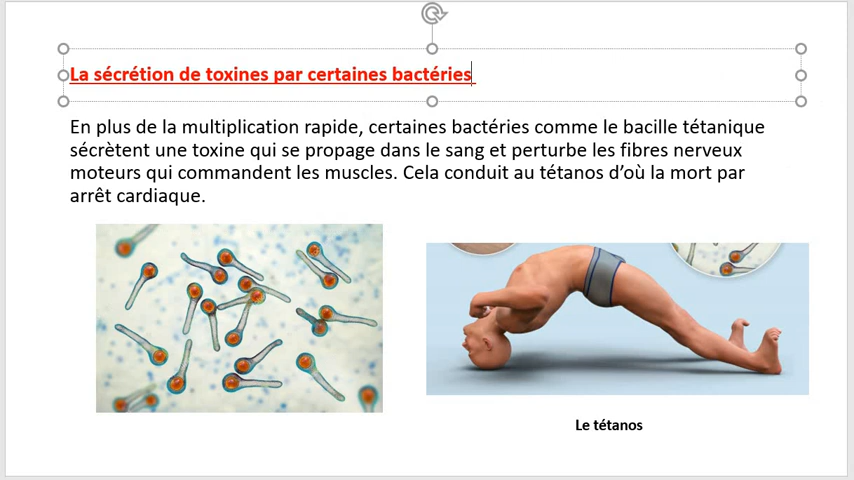 La sécrétion de toxines par certaines bactéries
En plus de la multiplication rapide, certaines bactéries comme le bacille tétanique
sécrètent une toxine qui se propage dans le sang et perturbe les fibres nerveux
moteurs qui commandent les muscles. Cela conduit au tétanos d’où la mort par
arrêt cardiaque.
Le tétanos